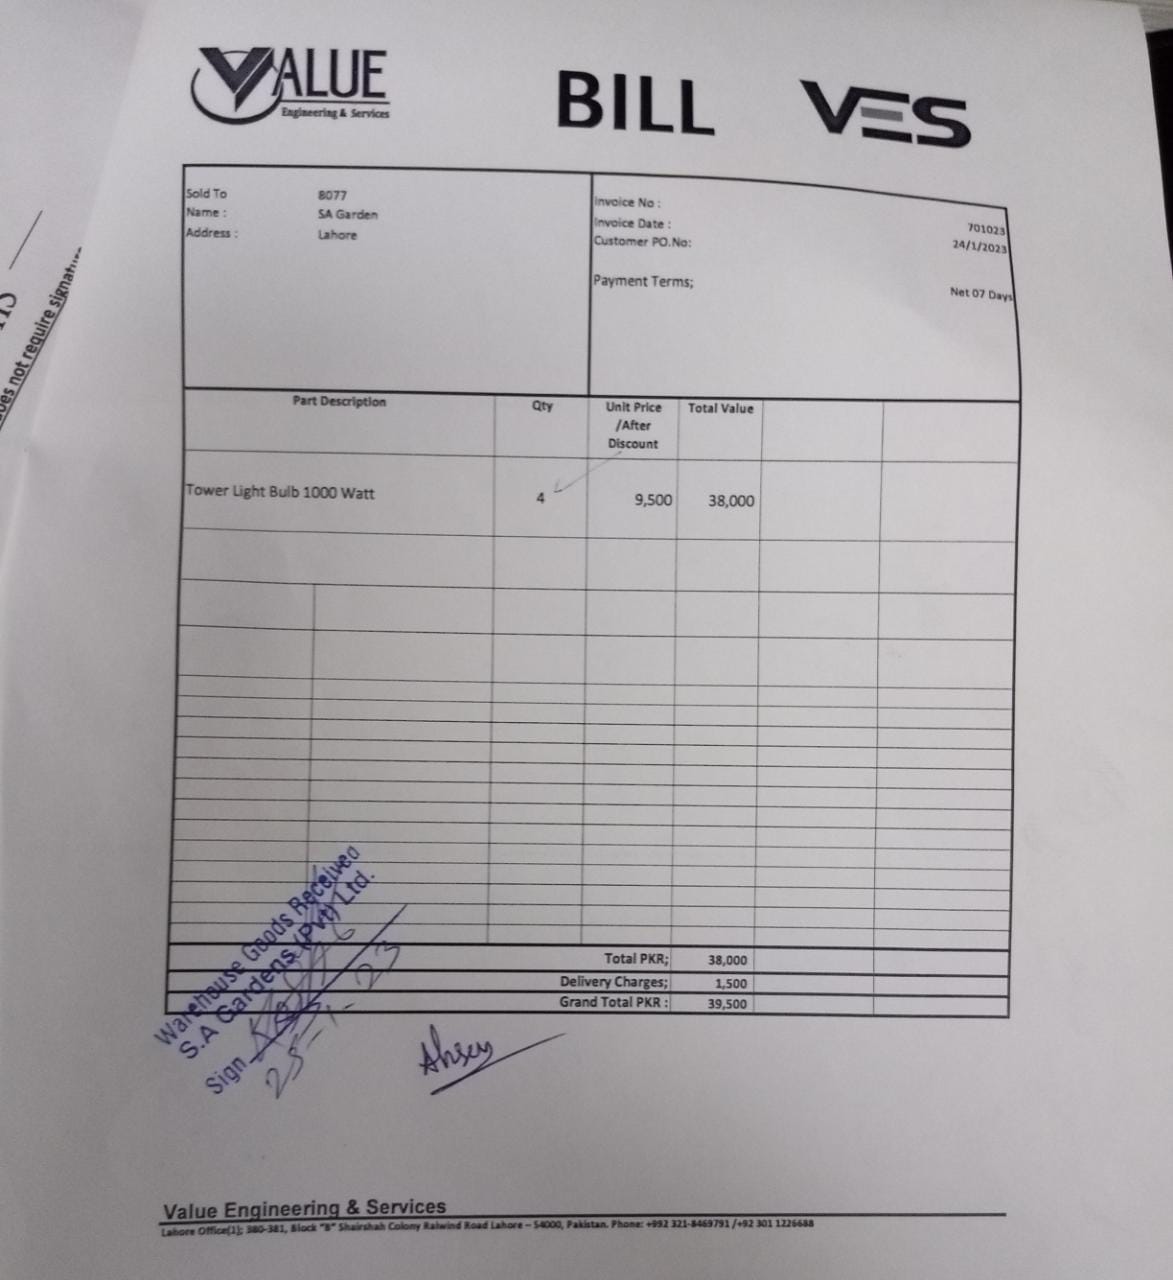 VALUE
Engineering & Services
BILL
VES
Sold To 8077
Name : SA Garden
Address : Lahore
Invoice No : 701023
Invoice Date : 24/1/2023
Customer PO.No:
Payment Terms; Net 07 Days
Part Description Qty Unit Price /After Discount Total Value
Tower Light Bulb 1000 Watt 4 9,500 38,000
Total PKR; 38,000
Delivery Charges; 1,500
Grand Total PKR : 39,500
Warehouse Goods Received
S.A Gardens (Pvt) Ltd.
Sign
25-1-23
Value Engineering & Services
Lahore Office(1); 380-381, Block "B" Shairshah Colony Raiwind Road Lahore – 54000, Pakistan. Phone: +992 321-8469791 /+92 301 1226688
not require signature